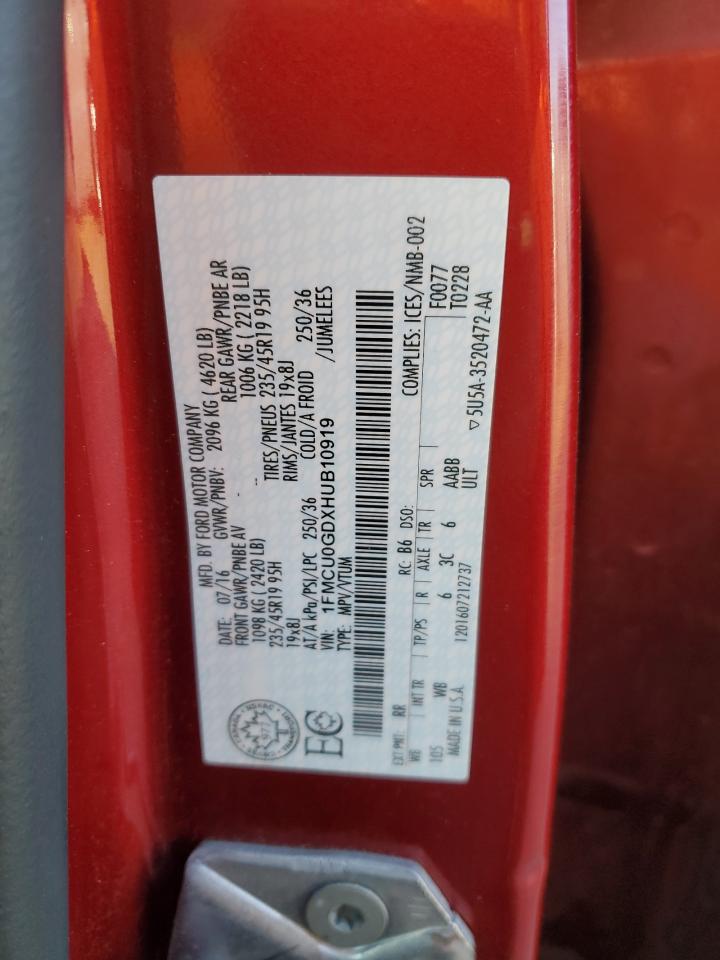 MFD. BY FORD MOTOR COMPANY
DATE: 07/16 GVWR/PNBV: 2096 KG ( 4620 LB)
FRONT GAWR/PNBE AV REAR GAWR/PNBE AR
1098 KG ( 2420 LB) 1006 KG ( 2218 LB)
235/45R19 95H -- TIRES/PNEUS 235/45R19 95H
19x8J RIMS/JANTES 19x8J
AT/A kPa/PSI/LPC 250/36 COLD/A FROID 250/36
VIN: 1FMCU0GDXHUB10919 /JUMELEES
TYPE: MPV/VTUM
EC
EXT PNT: RR RC: B6 DSO: COMPLIES: ICES/NMB-002
WB INT TR TP/PS R AXLE TR SPR F0077
105 WB 6 3C 6 AABB T0228
MADE IN U.S.A. 1201607212737 ULT ▽5U5A-3520472-AA